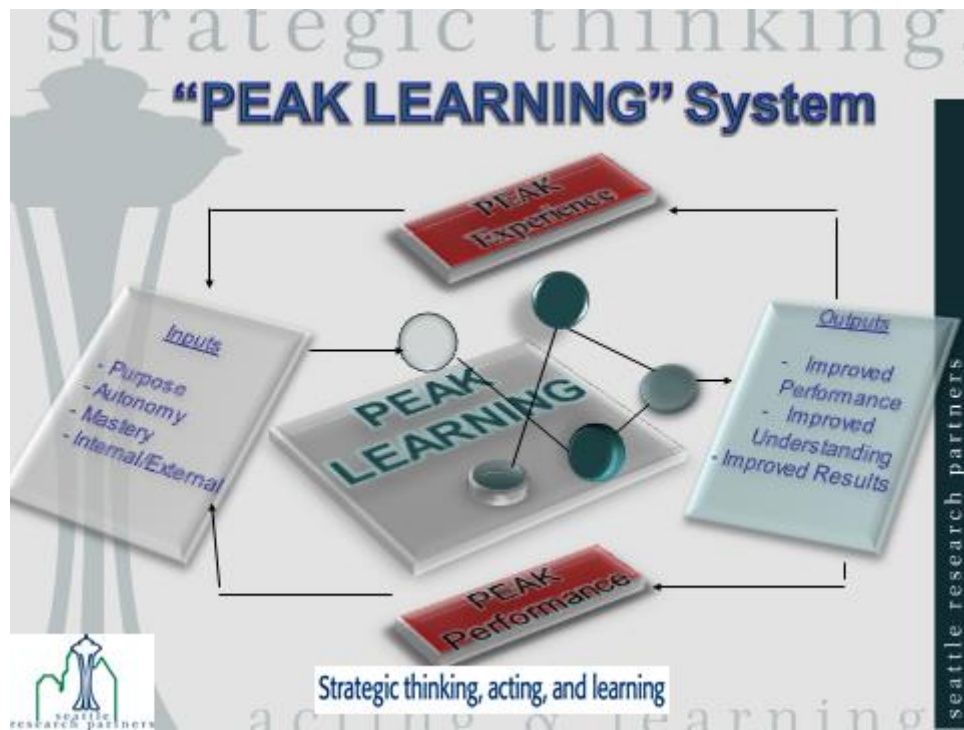 strategic thinking
"PEAK LEARNING" System
PEAK
Experience
Inputs
- Purpose
- Autonomy
- Mastery
- Internal/External
PEAK
LEARNING
Outputs
- Improved
Performance
- Improved
Understanding
- Improved Results
PEAK
Performance
Strategic thinking, acting, and learning
seattle
research partners
acting & learning
seattle research partners